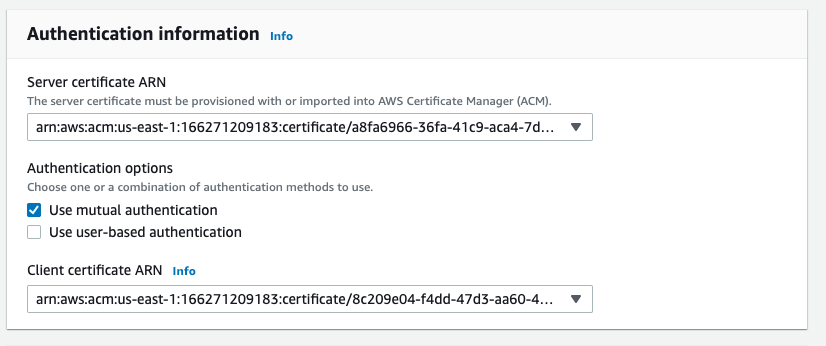 Authentication information Info
Server certificate ARN
The server certificate must be provisioned with or imported into AWS Certificate Manager (ACM).
arn:aws:acm:us-east-1:166271209183:certificate/a8fa6966-36fa-41c9-aca4-7d...
Authentication options
Choose one or a combination of authentication methods to use.
Use mutual authentication
Use user-based authentication
Client certificate ARN Info
arn:aws:acm:us-east-1:166271209183:certificate/8c209e04-f4dd-47d3-aa60-4...